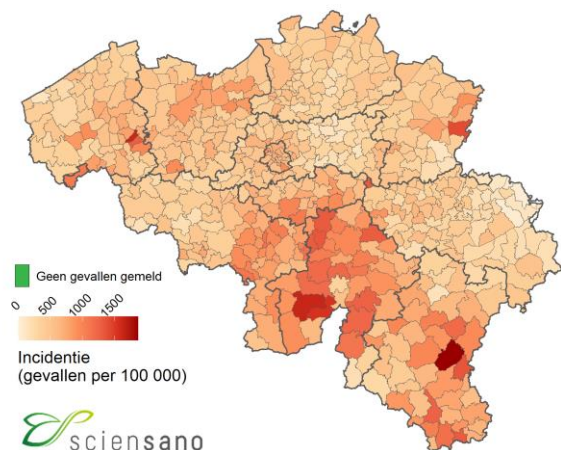 Geen gevallen gemeld
0 500 1000 1500
Incidentie
(gevallen per 100 000)
sciensano